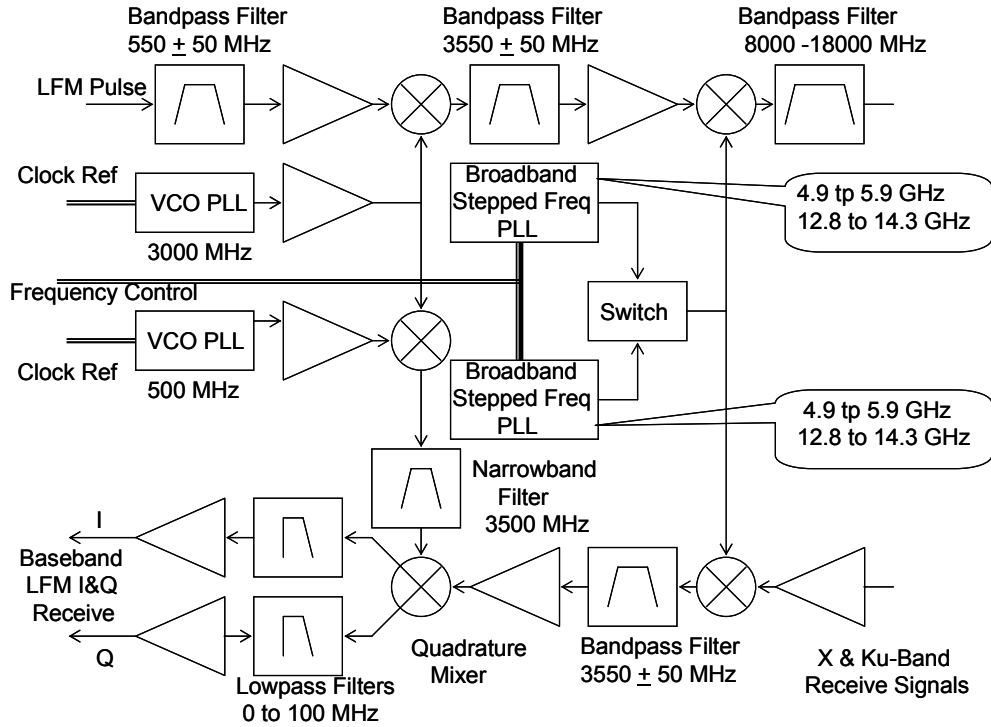 Bandpass Filter
550 ± 50 MHz
Bandpass Filter
3550 ± 50 MHz
Bandpass Filter
8000 -18000 MHz
LFM Pulse
Clock Ref
VCO PLL
3000 MHz
Broadband
Stepped Freq
PLL
4.9 tp 5.9 GHz
12.8 to 14.3 GHz
Frequency Control
Switch
VCO PLL
Clock Ref
500 MHz
Broadband
Stepped Freq
PLL
4.9 tp 5.9 GHz
12.8 to 14.3 GHz
Narrowband
Filter
3500 MHz
I
Baseband
LFM I&Q
Receive
Q
Quadrature
Mixer
Bandpass Filter
3550 ± 50 MHz
X & Ku-Band
Receive Signals
Lowpass Filters
0 to 100 MHz